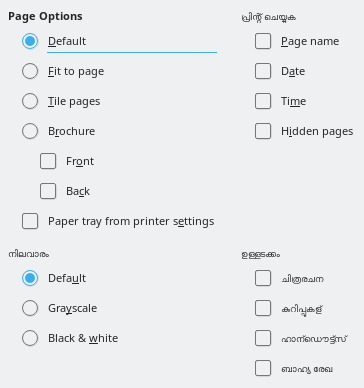 Page Options
Default
Fit to page
Tile pages
Brochure
Front
Back
Paper tray from printer settings
പ്രിന്റ് ചെയ്യുക
Page name
Date
Time
Hidden pages
നിലവാരം
Default
Grayscale
Black & white
ഉള്ളടക്കം
ചിത്രരചന
കുറിപ്പുകള്
ഹാന്‍ഡൌട്ട്സ്
ബാഹ്യ രേഖ